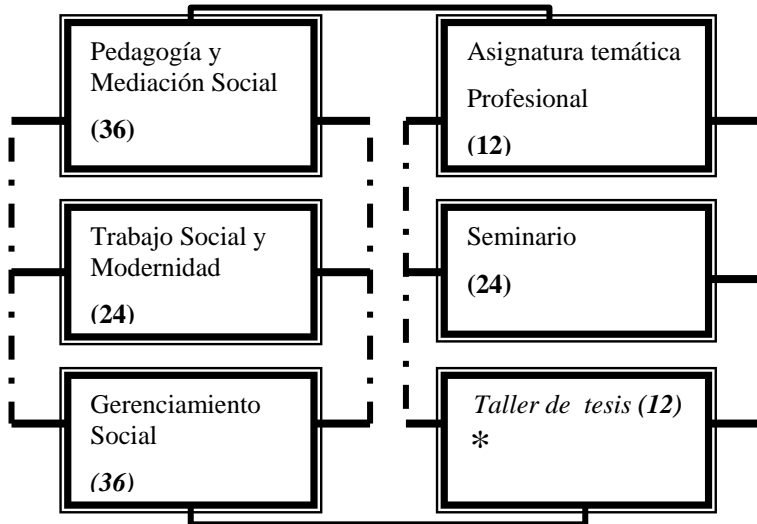 Pedagogía y
Mediación Social
(36)
Asignatura temática
Profesional
(12)
Trabajo Social y
Modernidad
(24)
Seminario
(24)
Gerenciamiento
Social
(36)
Taller de tesis (12)
*